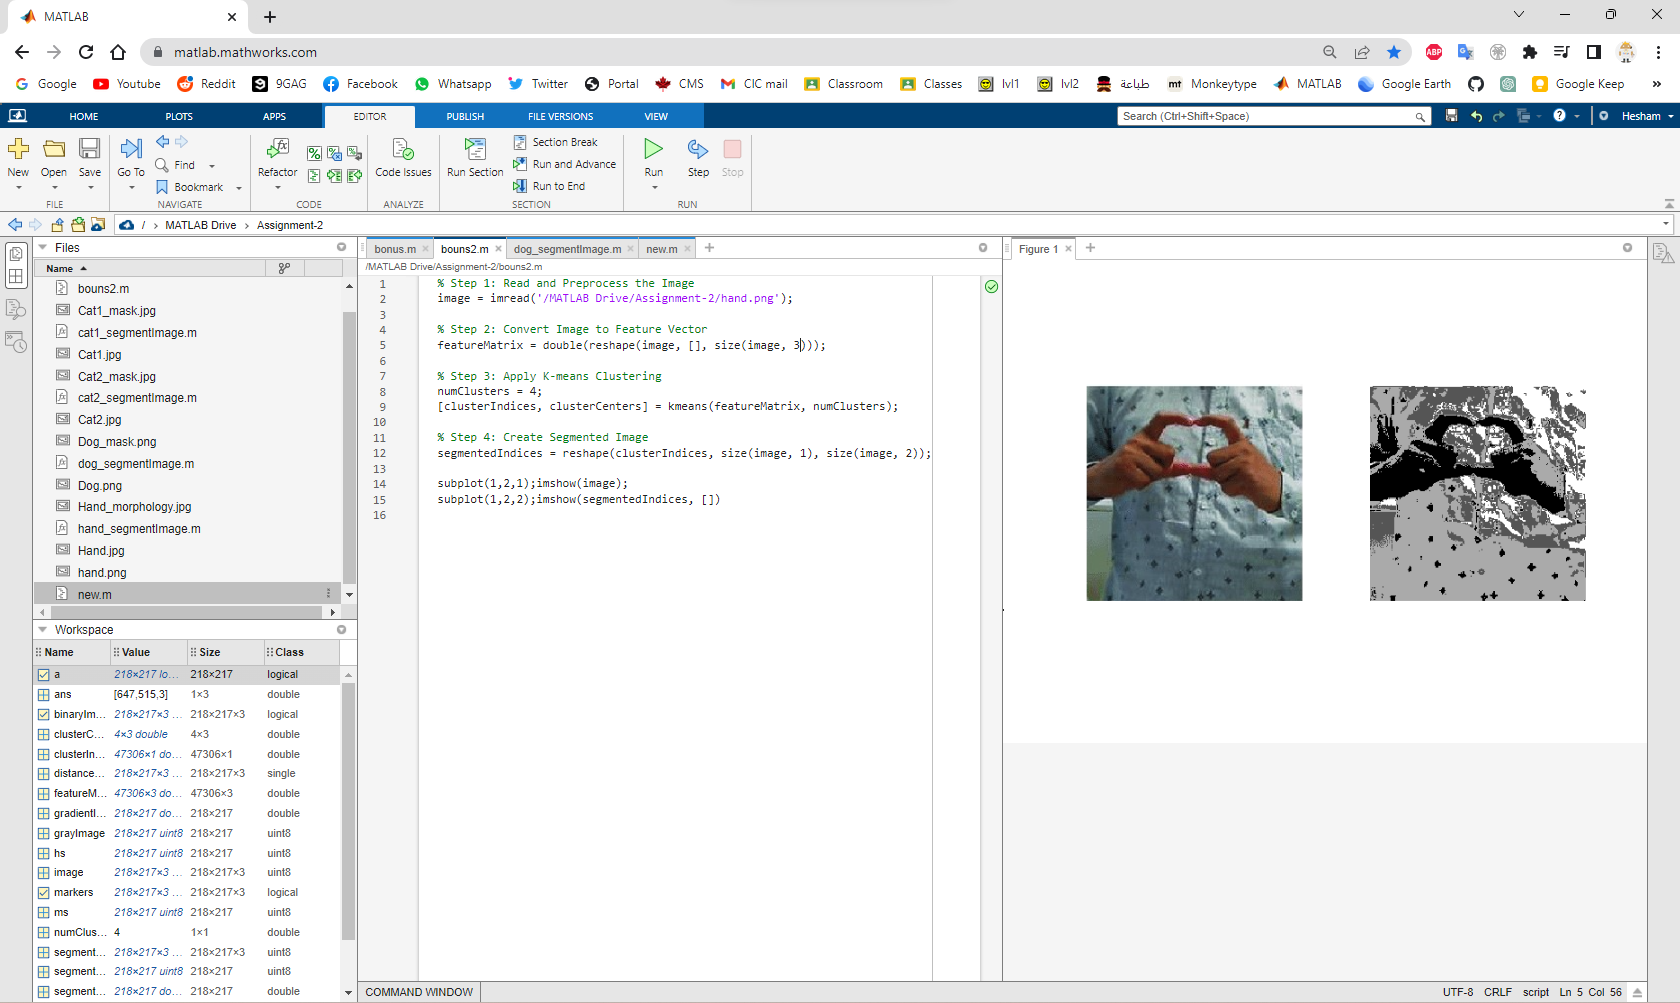 MATLAB
matlab.mathworks.com
ABP
Google Youtube Reddit 9GAG Facebook Whatsapp Twitter Portal CMS CIC mail Classroom Classes lvl1 lvl2 طباعة mt Monkeytype MATLAB Google Earth Google Keep »
HOME PLOTS APPS EDITOR PUBLISH FILE VERSIONS VIEW Search (Ctrl+Shift+Space) Hesham
New Open Save Go To Find Bookmark Refactor Code Issues Run Section Section Break Run and Advance Run to End Run Step Stop
FILE NAVIGATE CODE ANALYZE SECTION RUN
/ › MATLAB Drive › Assignment-2
Files
Name
bouns2.m
Cat1_mask.jpg
cat1_segmentImage.m
Cat1.jpg
Cat2_mask.jpg
cat2_segmentImage.m
Cat2.jpg
Dog_mask.png
dog_segmentImage.m
Dog.png
Hand_morphology.jpg
hand_segmentImage.m
Hand.jpg
hand.png
new.m
Workspace
Name Value Size Class
a 218×217 lo... 218×217 logical
ans [647,515,3] 1×3 double
binaryIm... 218×217×3 ... 218×217×3 logical
clusterC... 4×3 double 4×3 double
clusterIn... 47306×1 do... 47306×1 double
distance... 218×217×3 ... 218×217×3 single
featureM... 47306×3 do... 47306×3 double
gradientI... 218×217 do... 218×217 double
grayImage 218×217 uint8 218×217 uint8
hs 218×217 uint8 218×217 uint8
image 218×217×3 ... 218×217×3 uint8
markers 218×217×3 ... 218×217×3 logical
ms 218×217 uint8 218×217 uint8
numClus... 4 1×1 double
segment... 218×217×3 ... 218×217×3 uint8
segment... 218×217 uint8 218×217 uint8
segment... 218×217 do... 218×217 double
bonus.m bouns2.m dog_segmentImage.m new.m
/MATLAB Drive/Assignment-2/bouns2.m
1 % Step 1: Read and Preprocess the Image
2 image = imread('/MATLAB Drive/Assignment-2/hand.png');
3
4 % Step 2: Convert Image to Feature Vector
5 featureMatrix = double(reshape(image, [], size(image, 3)));
6
7 % Step 3: Apply K-means Clustering
8 numClusters = 4;
9 [clusterIndices, clusterCenters] = kmeans(featureMatrix, numClusters);
10
11 % Step 4: Create Segmented Image
12 segmentedIndices = reshape(clusterIndices, size(image, 1), size(image, 2));
13
14 subplot(1,2,1);imshow(image);
15 subplot(1,2,2);imshow(segmentedIndices, [])
16
Figure 1
COMMAND WINDOW
UTF-8 CRLF script Ln 5 Col 56